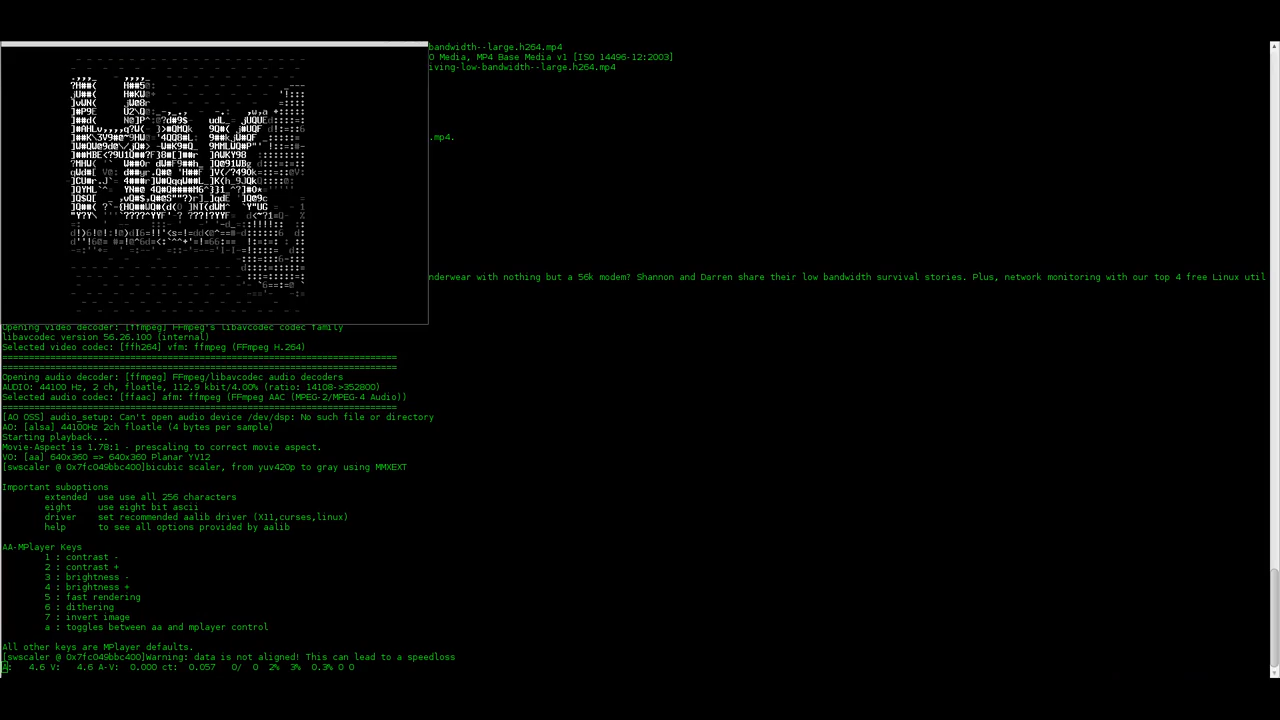 bandwidth--large.h264.mp4
O Media, MP4 Base Media v1 [ISO 14496-12:2003]
iving-low-bandwidth--large.h264.mp4
.mp4.
nderwear with nothing but a 56k modem? Shannon and Darren share their low bandwidth survival stories. Plus, network monitoring with our top 4 free Linux util
Opening video decoder: [ffmpeg] FFmpeg's libavcodec codec family
libavcodec version 56.26.100 (internal)
Selected video codec: [ffh264] vfm: ffmpeg (FFmpeg H.264)
==========================================================================
==========================================================================
Opening audio decoder: [ffmpeg] FFmpeg/libavcodec audio decoders
AUDIO: 44100 Hz, 2 ch, floatle, 112.9 kbit/4.00% (ratio: 14108->352800)
Selected audio codec: [ffaac] afm: ffmpeg (FFmpeg AAC (MPEG-2/MPEG-4 Audio))
==========================================================================
[AO OSS] audio_setup: Can't open audio device /dev/dsp: No such file or directory
AO: [alsa] 44100Hz 2ch floatle (4 bytes per sample)
Starting playback...
Movie-Aspect is 1.78:1 - prescaling to correct movie aspect.
VO: [aa] 640x360 => 640x360 Planar YV12
[swscaler @ 0x7fc049bbc400]bicubic scaler, from yuv420p to gray using MMXEXT
Important suboptions
extended use use all 256 characters
eight use eight bit ascii
driver set recommended aalib driver (X11,curses,linux)
help to see all options provided by aalib
AA-MPlayer Keys
1 : contrast -
2 : contrast +
3 : brightness -
4 : brightness +
5 : fast rendering
6 : dithering
7 : invert image
a : toggles between aa and mplayer control
All other keys are MPlayer defaults.
[swscaler @ 0x7fc049bbc400]Warning: data is not aligned! This can lead to a speedloss
A: 4.6 V: 4.6 A-V: 0.000 ct: 0.057 0/ 0 2% 3% 0.3% 0 0